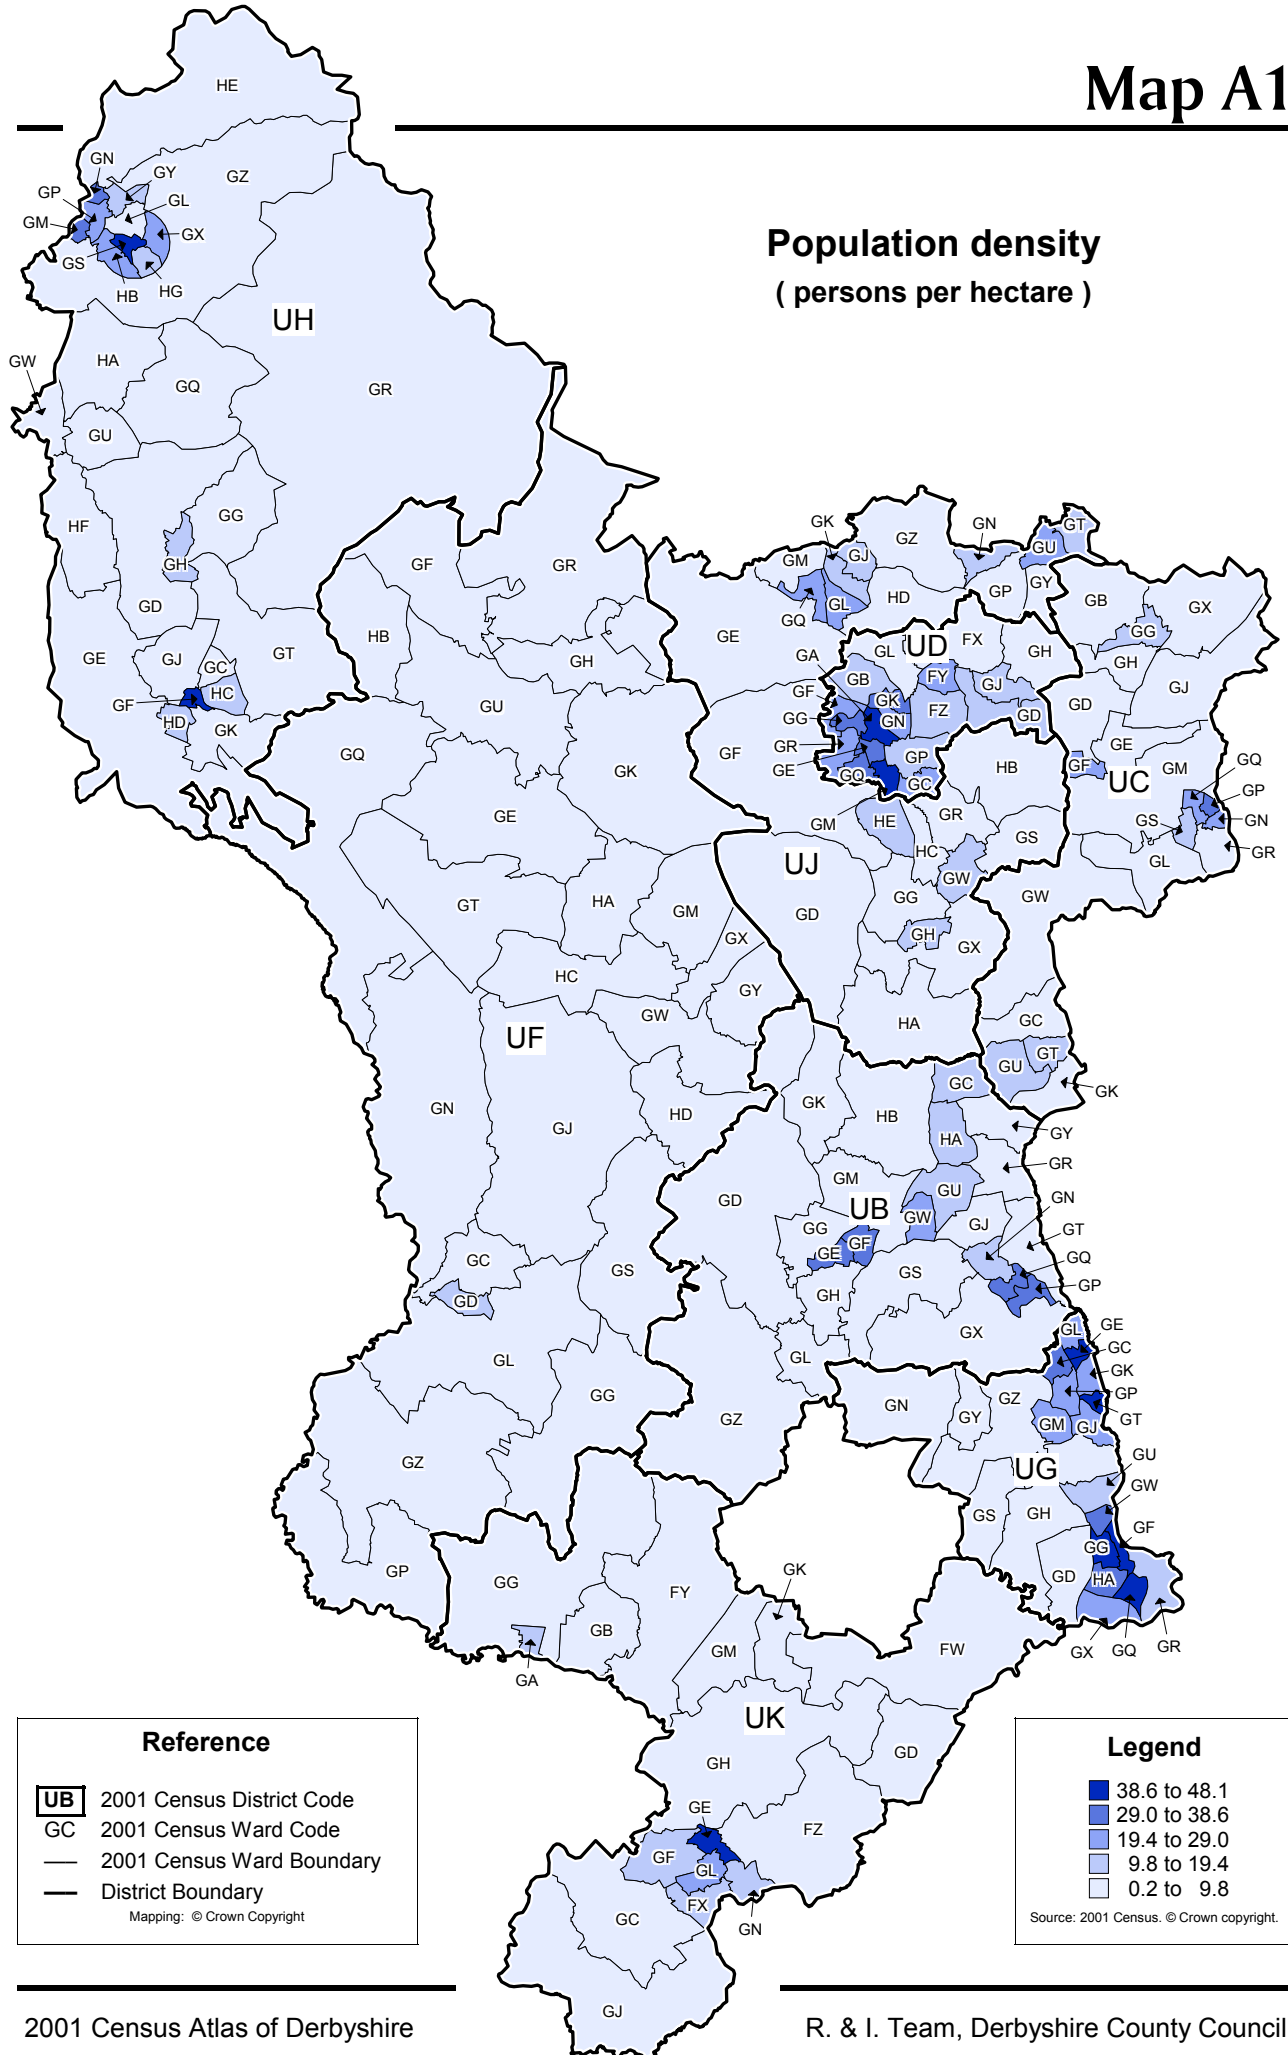 Map A1
Population density
( persons per hectare )
HE
GN
GY
GZ
GP
GL
GM
GX
GS
HB
HG
UH
GW
HA
GQ
GR
GU
HF
GG
GH
GD
GE
GJ
GC
GT
GF
HC
HD
GK
GF
GR
HB
GH
GU
GQ
GK
GE
GT
HA
GM
GX
HC
GY
GW
UF
GN
GJ
HD
GC
GS
GD
GL
GG
GZ
GP
GK
GZ
GN
GT
GM
GJ
GU
GQ
GL
HD
GP
GY
GE
GF
UD
FX
GH
GA
GL
GB
FY
GJ
GF
GK
GG
GN
FZ
GD
GR
GP
GE
GQ
GC
GM
GB
GX
GG
GH
GD
GJ
GE
GF
GM
GQ
UC
GP
GS
GN
GL
GR
HB
HE
GR
GS
HC
UJ
GW
GG
GD
GH
GX
HA
GW
GC
GT
GU
GK
GC
GK
HB
HA
GY
GR
GM
GD
GU
GN
UB
GW
GJ
GT
GG
GF
GE
GQ
GS
GP
GH
GX
GL
GZ
GL
GE
GC
GK
GP
GT
GN
GZ
GY
GM
GJ
UG
GU
GW
GS
GH
GF
GG
GD
HA
GX
GQ
GR
GG
FY
GK
GB
GM
FW
GA
UK
GH
GD
GE
FZ
GF
GL
FX
GC
GN
GJ
Reference
UB 2001 Census District Code
GC 2001 Census Ward Code
2001 Census Ward Boundary
District Boundary
Mapping: © Crown Copyright
Legend
38.6 to 48.1
29.0 to 38.6
19.4 to 29.0
9.8 to 19.4
0.2 to 9.8
Source: 2001 Census. © Crown copyright.
2001 Census Atlas of Derbyshire
R. & I. Team, Derbyshire County Council